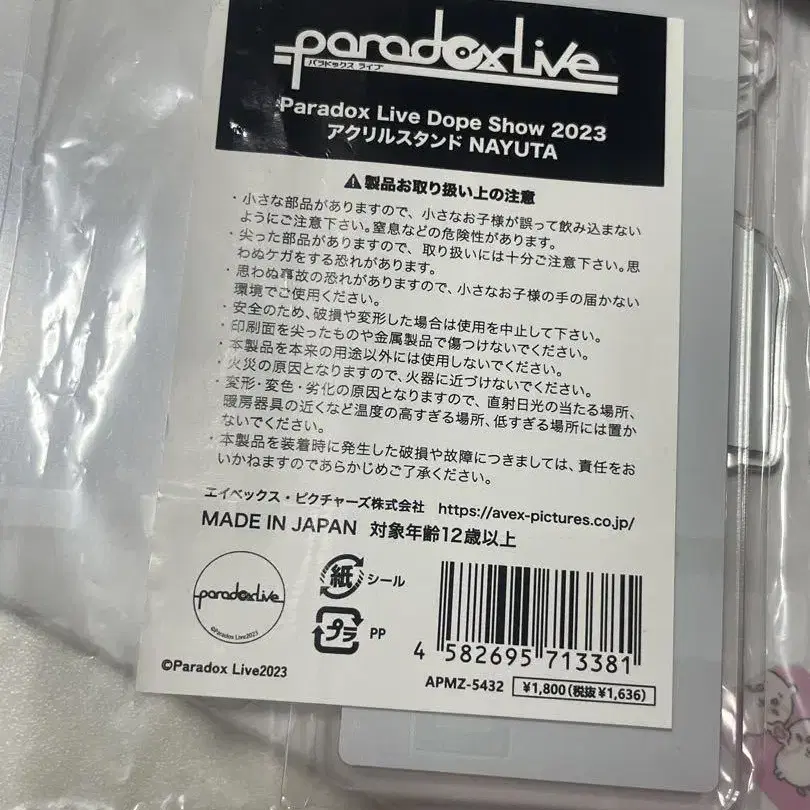 paradox Live
パラドックス ライブ
Paradox Live Dope Show 2023
アクリルスタンド NAYUTA
製品お取り扱い上の注意
・小さな部品がありますので、小さなお子様が誤って飲み込まない
ようにご注意下さい。窒息などの危険性があります。
・尖った部品がありますので、取り扱いには十分ご注意下さい。思
わぬケガをする恐れがあります。
・思わぬ事故の恐れがありますので、小さなお子様の手の届かない
環境でご使用ください。
・安全のため、破損や変形した場合は使用を中止して下さい。
・印刷面を尖ったものや金属製品で傷つけないでください。
・本製品を本来の用途以外には使用しないでください。
・火災の原因となりますので、火器に近づけないでください。
・変形・変色・劣化の原因となりますので、直射日光の当たる場所、
暖房器具の近くなど温度の高すぎる場所、低すぎる場所には置か
ないでください。
・本製品を装着時に発生した破損や故障につきましては、責任をお
いかねますのであらかじめご了承ください。
エイベックス・ピクチャーズ株式会社 https://avex-pictures.co.jp/
MADE IN JAPAN 対象年齢12歳以上
紙 シール
paradox Live
©Paradox Live2023
プラ PP
4 582695 713381
©Paradox Live2023
APMZ-5432 ¥1,800(税抜¥1,636)